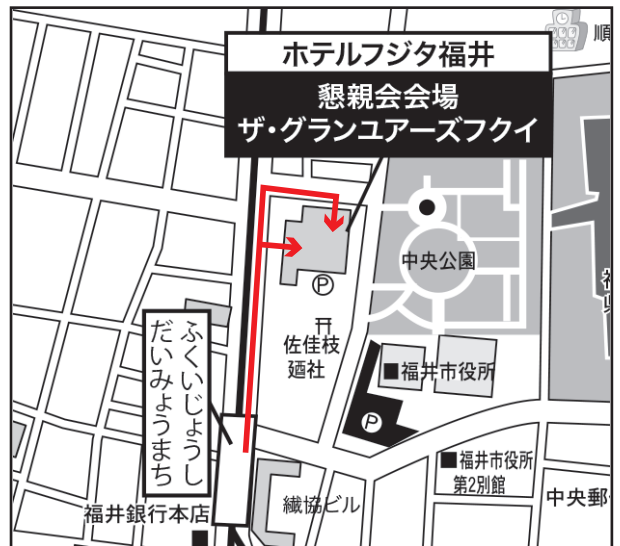 順
ホテルフジタ福井
懇親会会場
ザ・グランユアーズフクイ
中央公園
P
佐佳枝
廼社
■福井市役所
P
ふくいじょうし
だいみょうまち
■福井市役所
第2別館
中央郵
福井銀行本店
繊協ビル